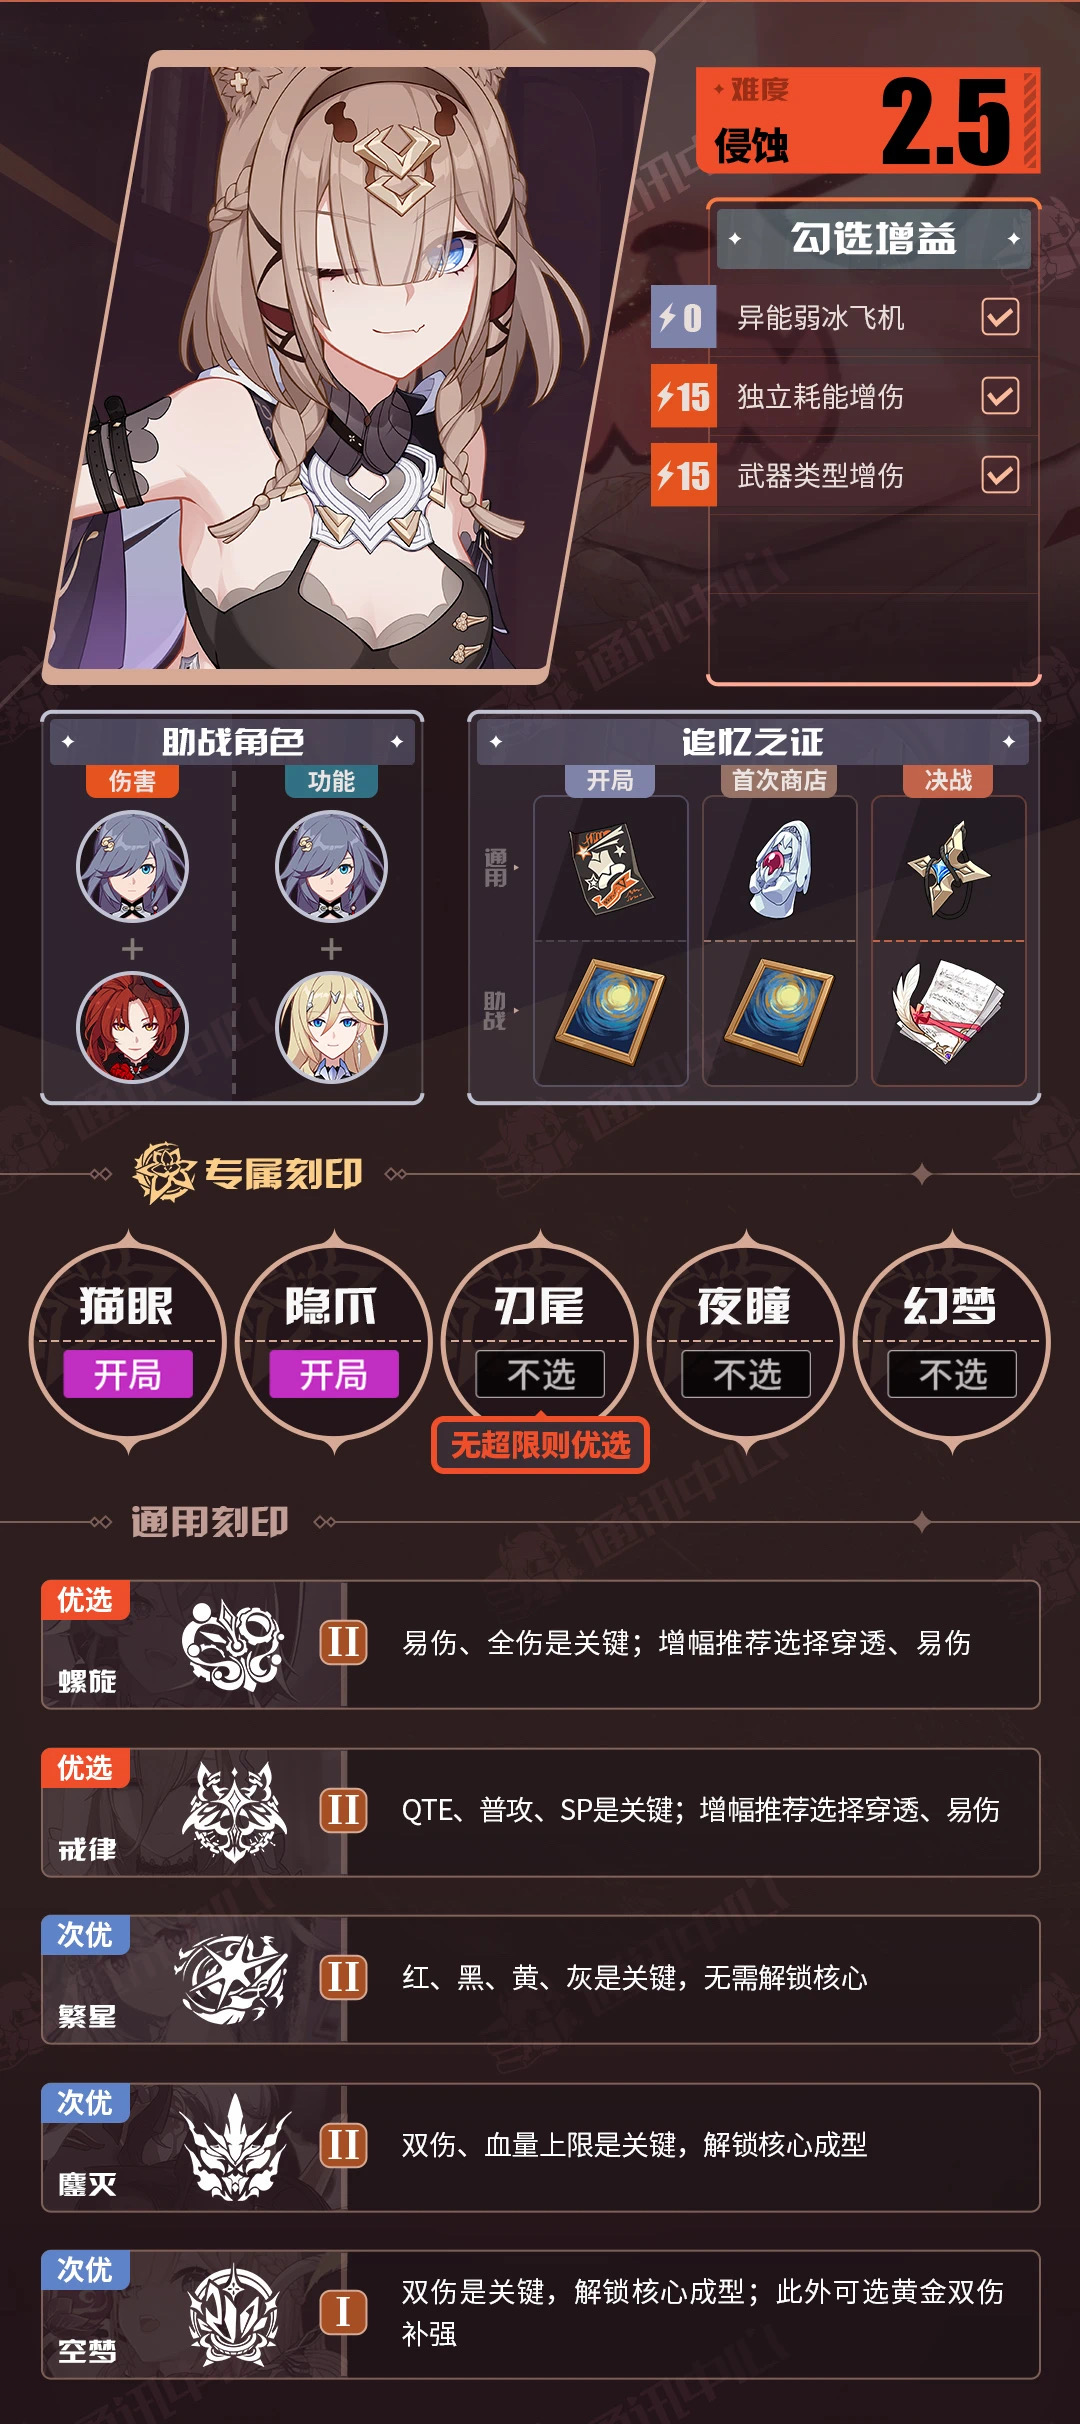 难度
侵蚀
2.5
勾选增益
0 异能弱冰飞机
15 独立耗能增伤
15 武器类型增伤
助战角色
伤害
功能
追忆之证
开局
首次商店
决战
通用
助战
专属刻印
猫眼
开局
隐爪
开局
刃尾
不选
夜瞳
不选
幻梦
不选
无超限则优选
通用刻印
优选
螺旋
II
易伤、全伤是关键；增幅推荐选择穿透、易伤
优选
戒律
II
QTE、普攻、SP是关键；增幅推荐选择穿透、易伤
次优
繁星
II
红、黑、黄、灰是关键，无需解锁核心
次优
鏖灭
II
双伤、血量上限是关键，解锁核心成型
次优
空梦
I
双伤是关键，解锁核心成型；此外可选黄金双伤
补强
通讯中心